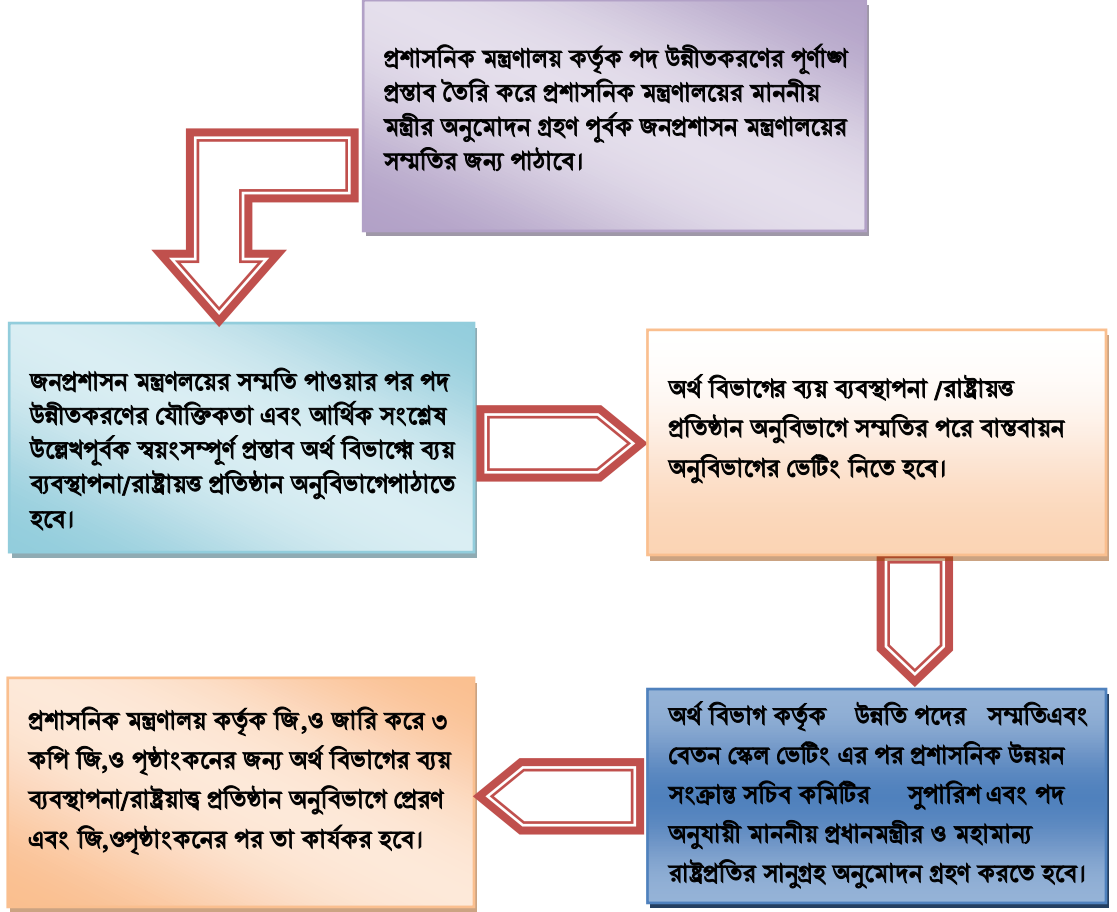 প্রশাসনিক মন্ত্রণালয় কর্তৃক পদ উন্নীতকরণের পূর্ণাঙ্গ
প্রস্তাব তৈরি করে প্রশাসনিক মন্ত্রণালয়ের মাননীয়
মন্ত্রীর অনুমোদন গ্রহণ পূর্বক জনপ্রশাসন মন্ত্রণালয়ের
সম্মতির জন্য পাঠাবে।
জনপ্রশাসন মন্ত্রণলয়ের সম্মতি পাওয়ার পর পদ
উন্নীতকরণের যৌক্তিকতা এবং আর্থিক সংশ্লেষ
উল্লেখপূর্বক স্বয়ংসম্পূর্ণ প্রস্তাব অর্থ বিভাগের ব্যয়
ব্যবস্থাপনা/রাষ্ট্রায়ত্ত প্রতিষ্ঠান অনুবিভাগেপাঠাতে
হবে।
অর্থ বিভাগের ব্যয় ব্যবস্থাপনা /রাষ্ট্রায়ত্ত
প্রতিষ্ঠান অনুবিভাগে সম্মতির পরে বাস্তবায়ন
অনুবিভাগের ভেটিং নিতে হবে।
অর্থ বিভাগ কর্তৃক উন্নতি পদের সম্মতিএবং
বেতন স্কেল ভেটিং এর পর প্রশাসনিক উন্নয়ন
সংক্রান্ত সচিব কমিটির সুপারিশ এবং পদ
অনুযায়ী মাননীয় প্রধানমন্ত্রীর ও মহামান্য
রাষ্ট্রপ্রতির সানুগ্রহ অনুমোদন গ্রহণ করতে হবে।
প্রশাসনিক মন্ত্রণালয় কর্তৃক জি,ও জারি করে ৩
কপি জি,ও পৃষ্ঠাংকনের জন্য অর্থ বিভাগের ব্যয়
ব্যবস্থাপনা/রাষ্ট্রয়াত্ত্ব প্রতিষ্ঠান অনুবিভাগে প্রেরণ
এবং জি,ওপৃষ্ঠাংকনের পর তা কার্যকর হবে।